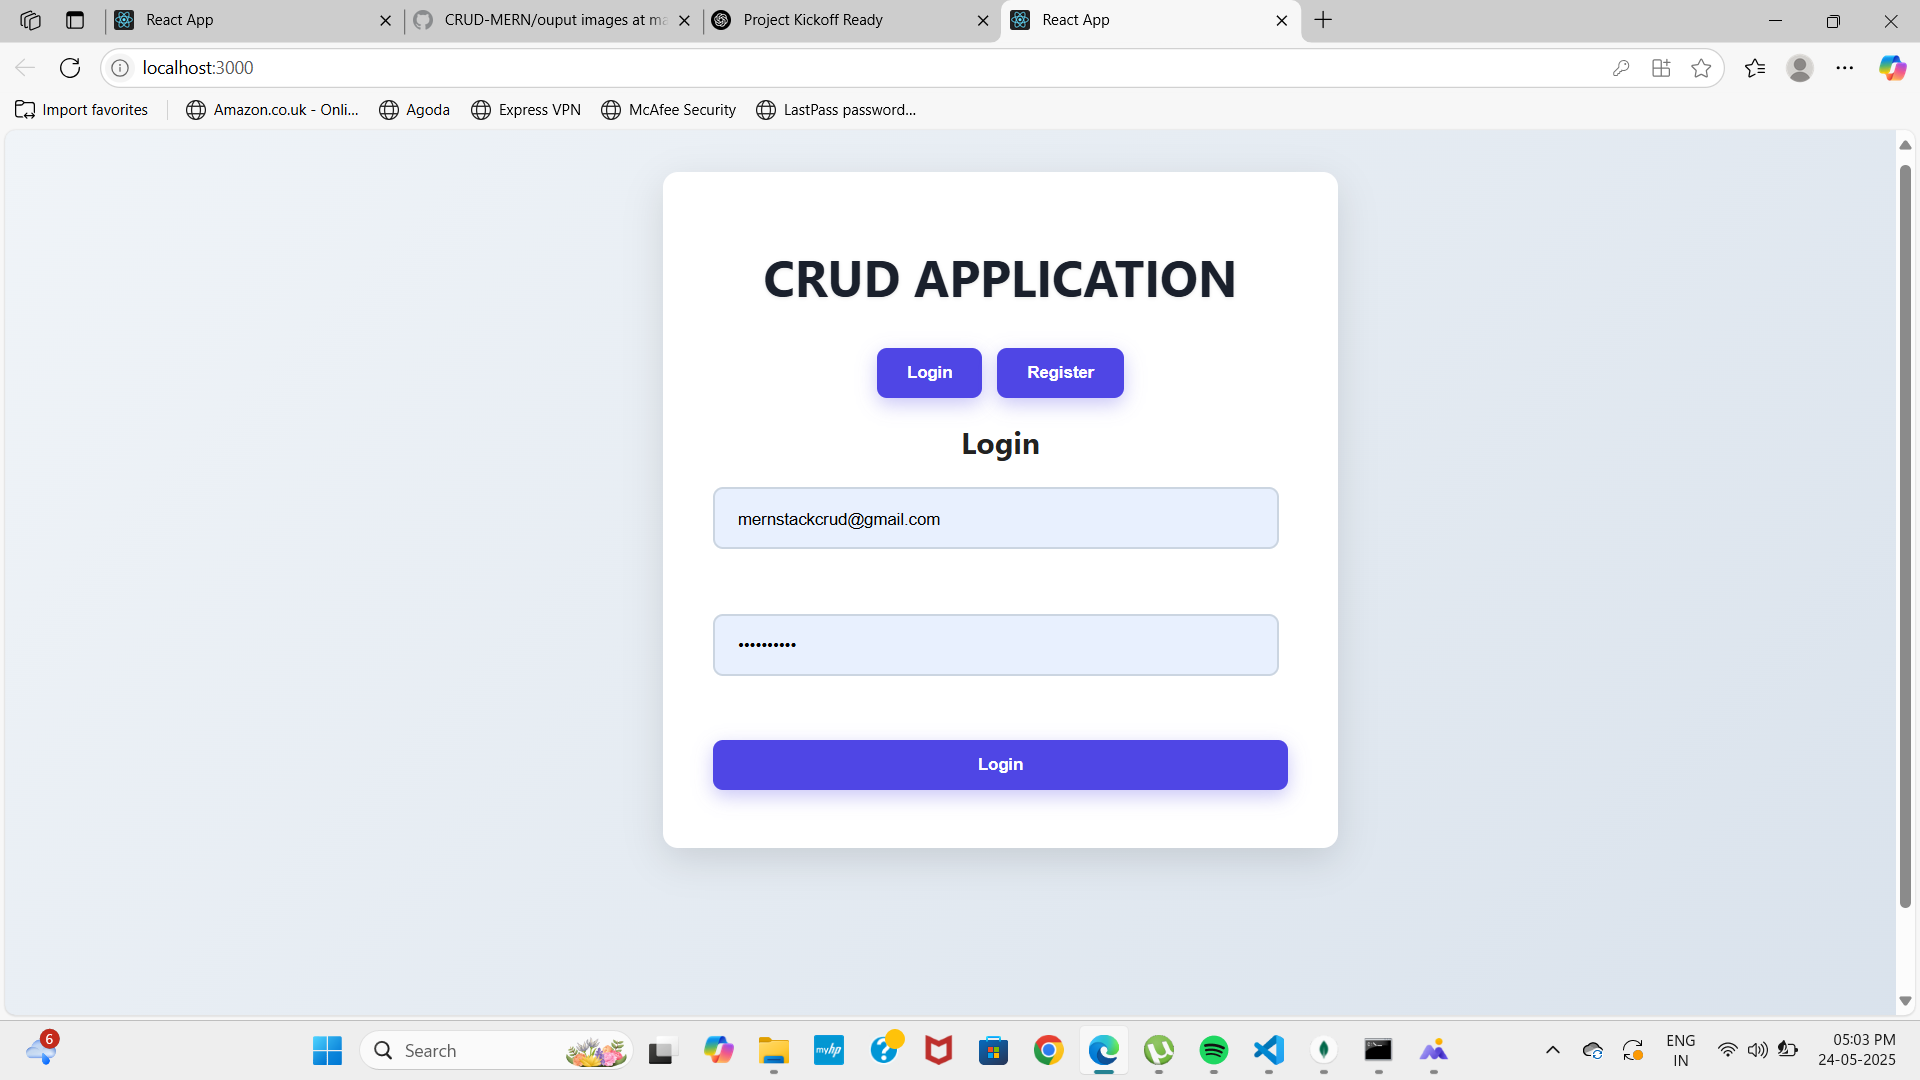 React App
CRUD-MERN/ouput images at ma
Project Kickoff Ready
React App
localhost:3000
Import favorites
Amazon.co.uk - Onli...
Agoda
Express VPN
McAfee Security
LastPass password...
CRUD APPLICATION
Login
Register
Login
mernstackcrud@gmail.com
••••••••••
Login
6
Search
myhp
ENG
IN
05:03 PM
24-05-2025